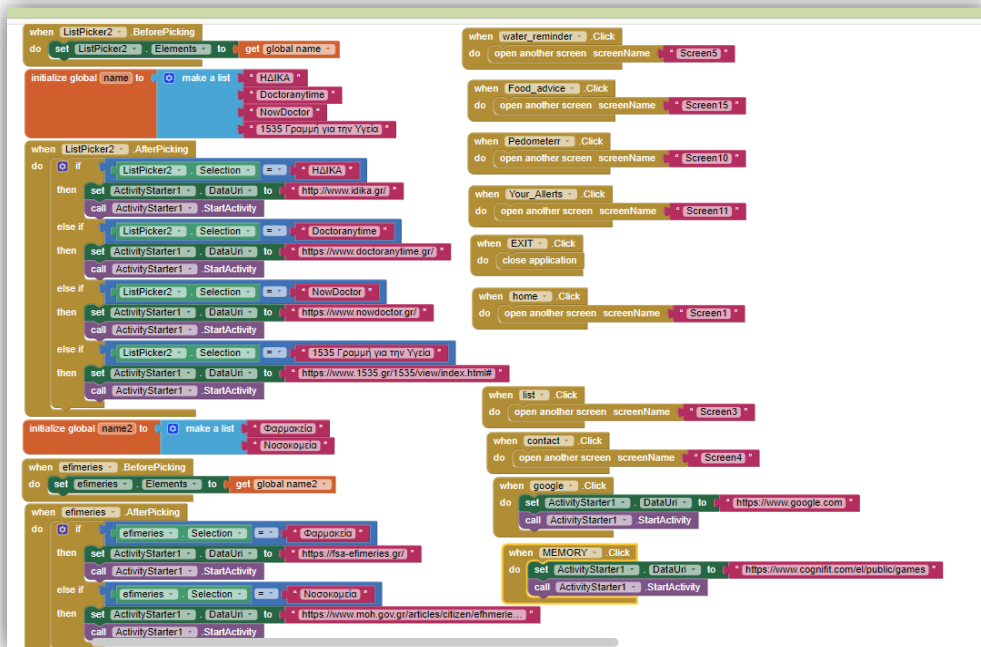 when ListPicker2 .BeforePicking
do set ListPicker2 . Elements to get global name
initialize global name to make a list " ΗΔΙΚΑ "
" Doctoranytime "
" NowDoctor "
" 1535 Γραμμή για την Υγεία "
when ListPicker2 .AfterPicking
do if ListPicker2 . Selection = " ΗΔΙΚΑ "
then set ActivityStarter1 . DataUri to " http://www.idika.gr/ "
call ActivityStarter1 .StartActivity
else if ListPicker2 . Selection = " Doctoranytime "
then set ActivityStarter1 . DataUri to " https://www.doctoranytime.gr/ "
call ActivityStarter1 .StartActivity
else if ListPicker2 . Selection = " NowDoctor "
then set ActivityStarter1 . DataUri to " https://www.nowdoctor.gr/ "
call ActivityStarter1 .StartActivity
else if ListPicker2 . Selection = " 1535 Γραμμή για την Υγεία "
then set ActivityStarter1 . DataUri to " https://www.1535.gr/1535/view/index.html# "
call ActivityStarter1 .StartActivity
initialize global name2 to make a list " Φαρμακεία "
" Νοσοκομεία "
when efimeries .BeforePicking
do set efimeries . Elements to get global name2
when efimeries .AfterPicking
do if efimeries . Selection = " Φαρμακεία "
then set ActivityStarter1 . DataUri to " https://fsa-efimeries.gr/ "
call ActivityStarter1 .StartActivity
else if efimeries . Selection = " Νοσοκομεία "
then set ActivityStarter1 . DataUri to " https://www.moh.gov.gr/articles/citizen/efhmerie... "
call ActivityStarter1 .StartActivity
when water_reminder .Click
do open another screen screenName " Screen5 "
when Food_advice .Click
do open another screen screenName " Screen15 "
when Pedometerr .Click
do open another screen screenName " Screen10 "
when Your_Allerts .Click
do open another screen screenName " Screen11 "
when EXIT .Click
do close application
when home .Click
do open another screen screenName " Screen1 "
when list .Click
do open another screen screenName " Screen3 "
when contact .Click
do open another screen screenName " Screen4 "
when google .Click
do set ActivityStarter1 . DataUri to " https://www.google.com "
call ActivityStarter1 .StartActivity
when MEMORY .Click
do set ActivityStarter1 . DataUri to " https://www.cognifit.com/el/public/games "
call ActivityStarter1 .StartActivity